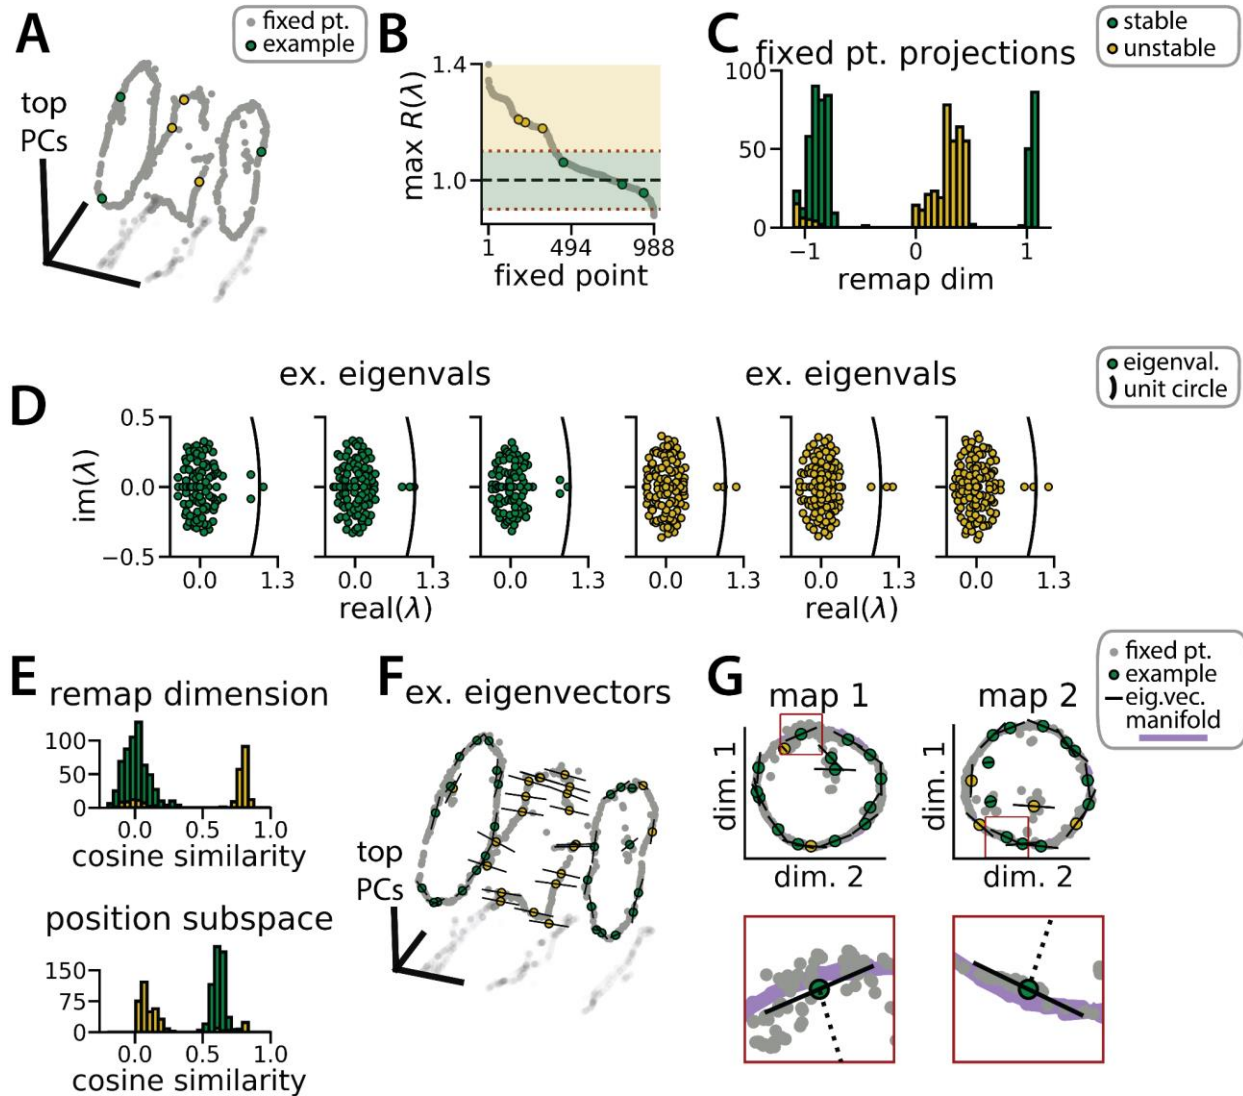 A
fixed pt.
example
top
PCs
B
1.4
1.0
max R(λ)
1
494
988
fixed point
C
stable
unstable
fixed pt. projections
100
50
0
−1
0
1
remap dim
D
ex. eigenvals
ex. eigenvals
eigenval.
unit circle
0.5
0.0
−0.5
im(λ)
0.0
1.3
0.0
1.3
0.0
1.3
0.0
1.3
0.0
1.3
0.0
1.3
real(λ)
real(λ)
E
remap dimension
100
50
0
0.0
0.5
1.0
cosine similarity
position subspace
150
75
0
0.0
0.5
1.0
cosine similarity
F
ex. eigenvectors
top
PCs
G
map 1
map 2
fixed pt.
example
eig.vec.
manifold
dim. 1
dim. 2
dim. 1
dim. 2